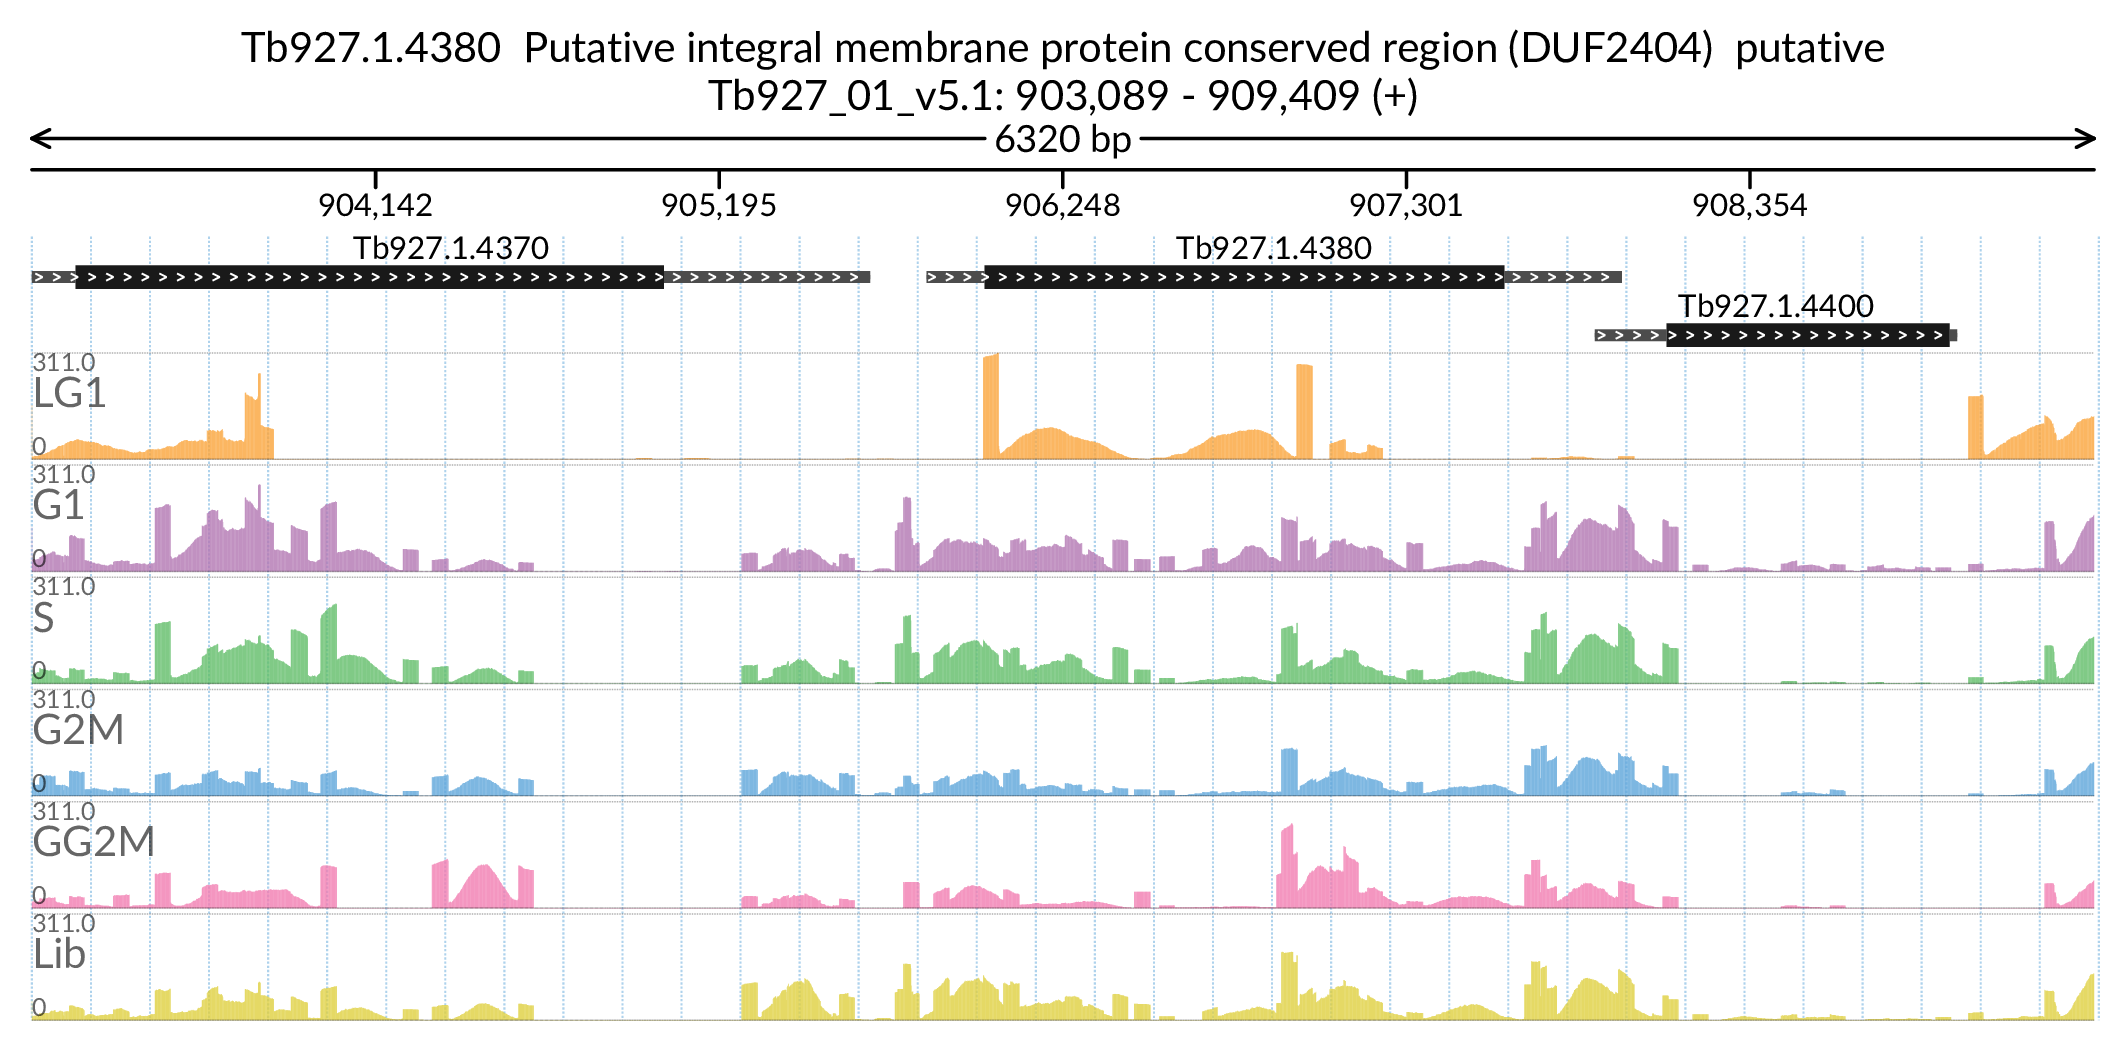 Tb927.1.4380  Putative integral membrane protein conserved region (DUF2404)  putative
Tb927_01_v5.1: 903,089 - 909,409 (+)
6320 bp
904,142 905,195 906,248 907,301 908,354
Tb927.1.4370 Tb927.1.4380
Tb927.1.4400
311.0
LG1
0
311.0
G1
0
311.0
S
0
311.0
G2M
0
311.0
GG2M
0
311.0
Lib
0